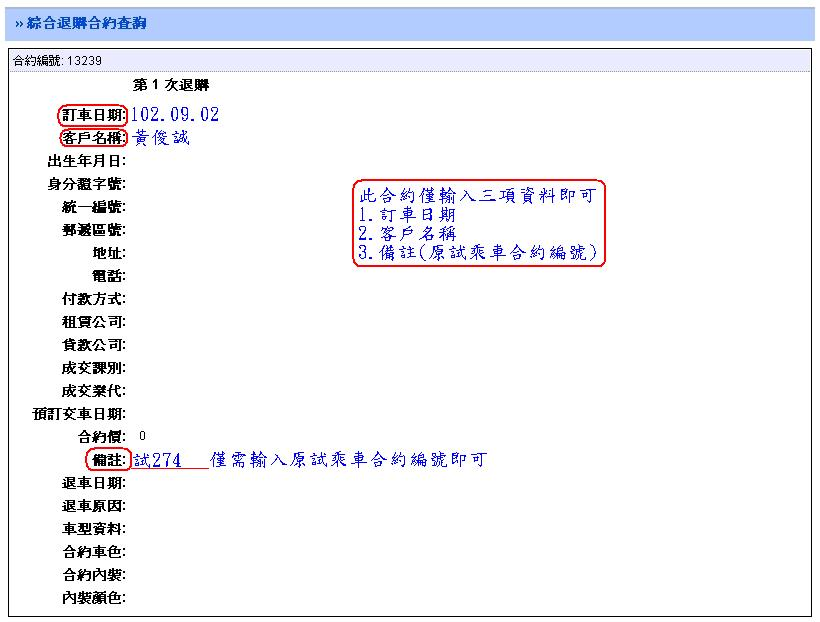 » 綜合退購合約查詢
合約編號: 13239
第 1 次退購
訂車日期: 102.09.02
客戶名稱: 黃俊誠
出生年月日:
身分證字號:
此合約僅輸入三項資料即可
統一編號:
1.訂車日期
郵遞區號:
2.客戶名稱
地址:
3.備註(原試乘車合約編號)
電話:
付款方式:
租賃公司:
貸款公司:
成交課別:
成交業代:
預訂交車日期:
合約價: 0
備註: 試274 僅需輸入原試乘車合約編號即可
退車日期:
退車原因:
車型資料:
合約車色:
合約內裝:
內裝顏色: